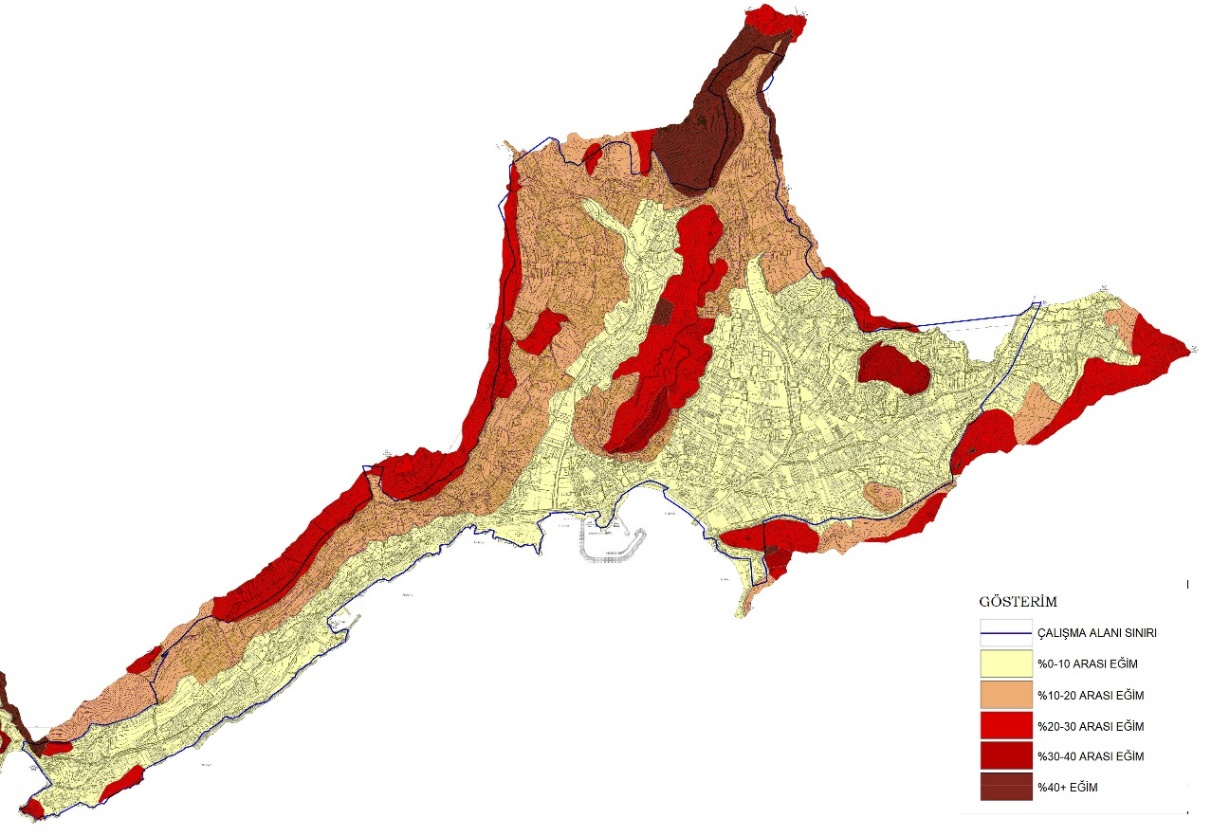 GÖSTERİM
ÇALIŞMA ALANI SINIRI
%0-10 ARASI EĞİM
%10-20 ARASI EĞİM
%20-30 ARASI EĞİM
%30-40 ARASI EĞİM
%40+ EĞİM